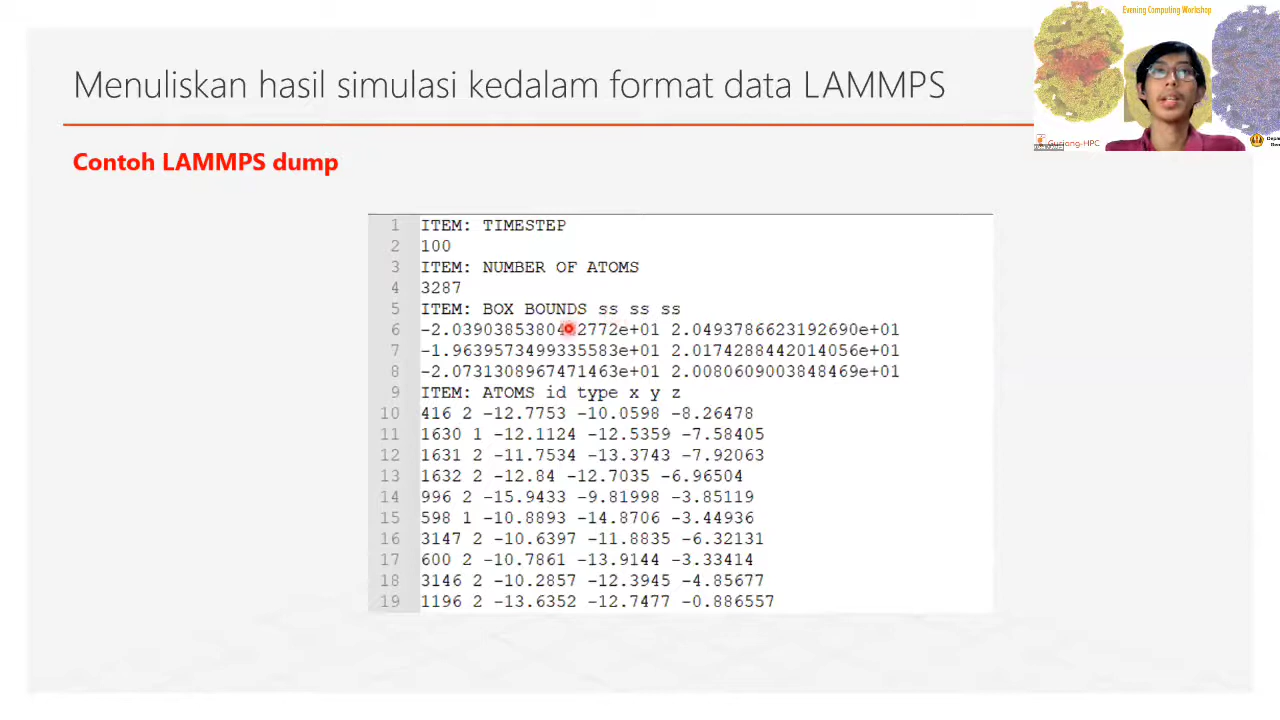 Evening Computing Workshop
Menuliskan hasil simulasi kedalam format data LAMMPS
Gugiang-HPC
Contoh LAMMPS dump
1 ITEM: TIMESTEP
2 100
3 ITEM: NUMBER OF ATOMS
4 3287
5 ITEM: BOX BOUNDS ss ss ss
6 2.0493786623192690e+01
7 -1.9639573499335583e+01 2.0174288442014056e+01
8 -2.0731308967471463e+01 2.0080609003848469e+01
9 ITEM: ATOMS id type x y z
10 416 2 -12.7753 -10.0598 -8.26478
11 1630 1 -12.1124 -12.5359 -7.58405
12 1631 2 -11.7534 -13.3743 -7.92063
13 1632 2 -12.84 -12.7035 -6.96504
14 996 2 -15.9433 -9.81998 -3.85119
15 598 1 -10.8893 -14.8706 -3.44936
16 3147 2 -10.6397 -11.8835 -6.32131
17 600 2 -10.7861 -13.9144 -3.33414
18 3146 2 -10.2857 -12.3945 -4.85677
19 1196 2 -13.6352 -12.7477 -0.886557